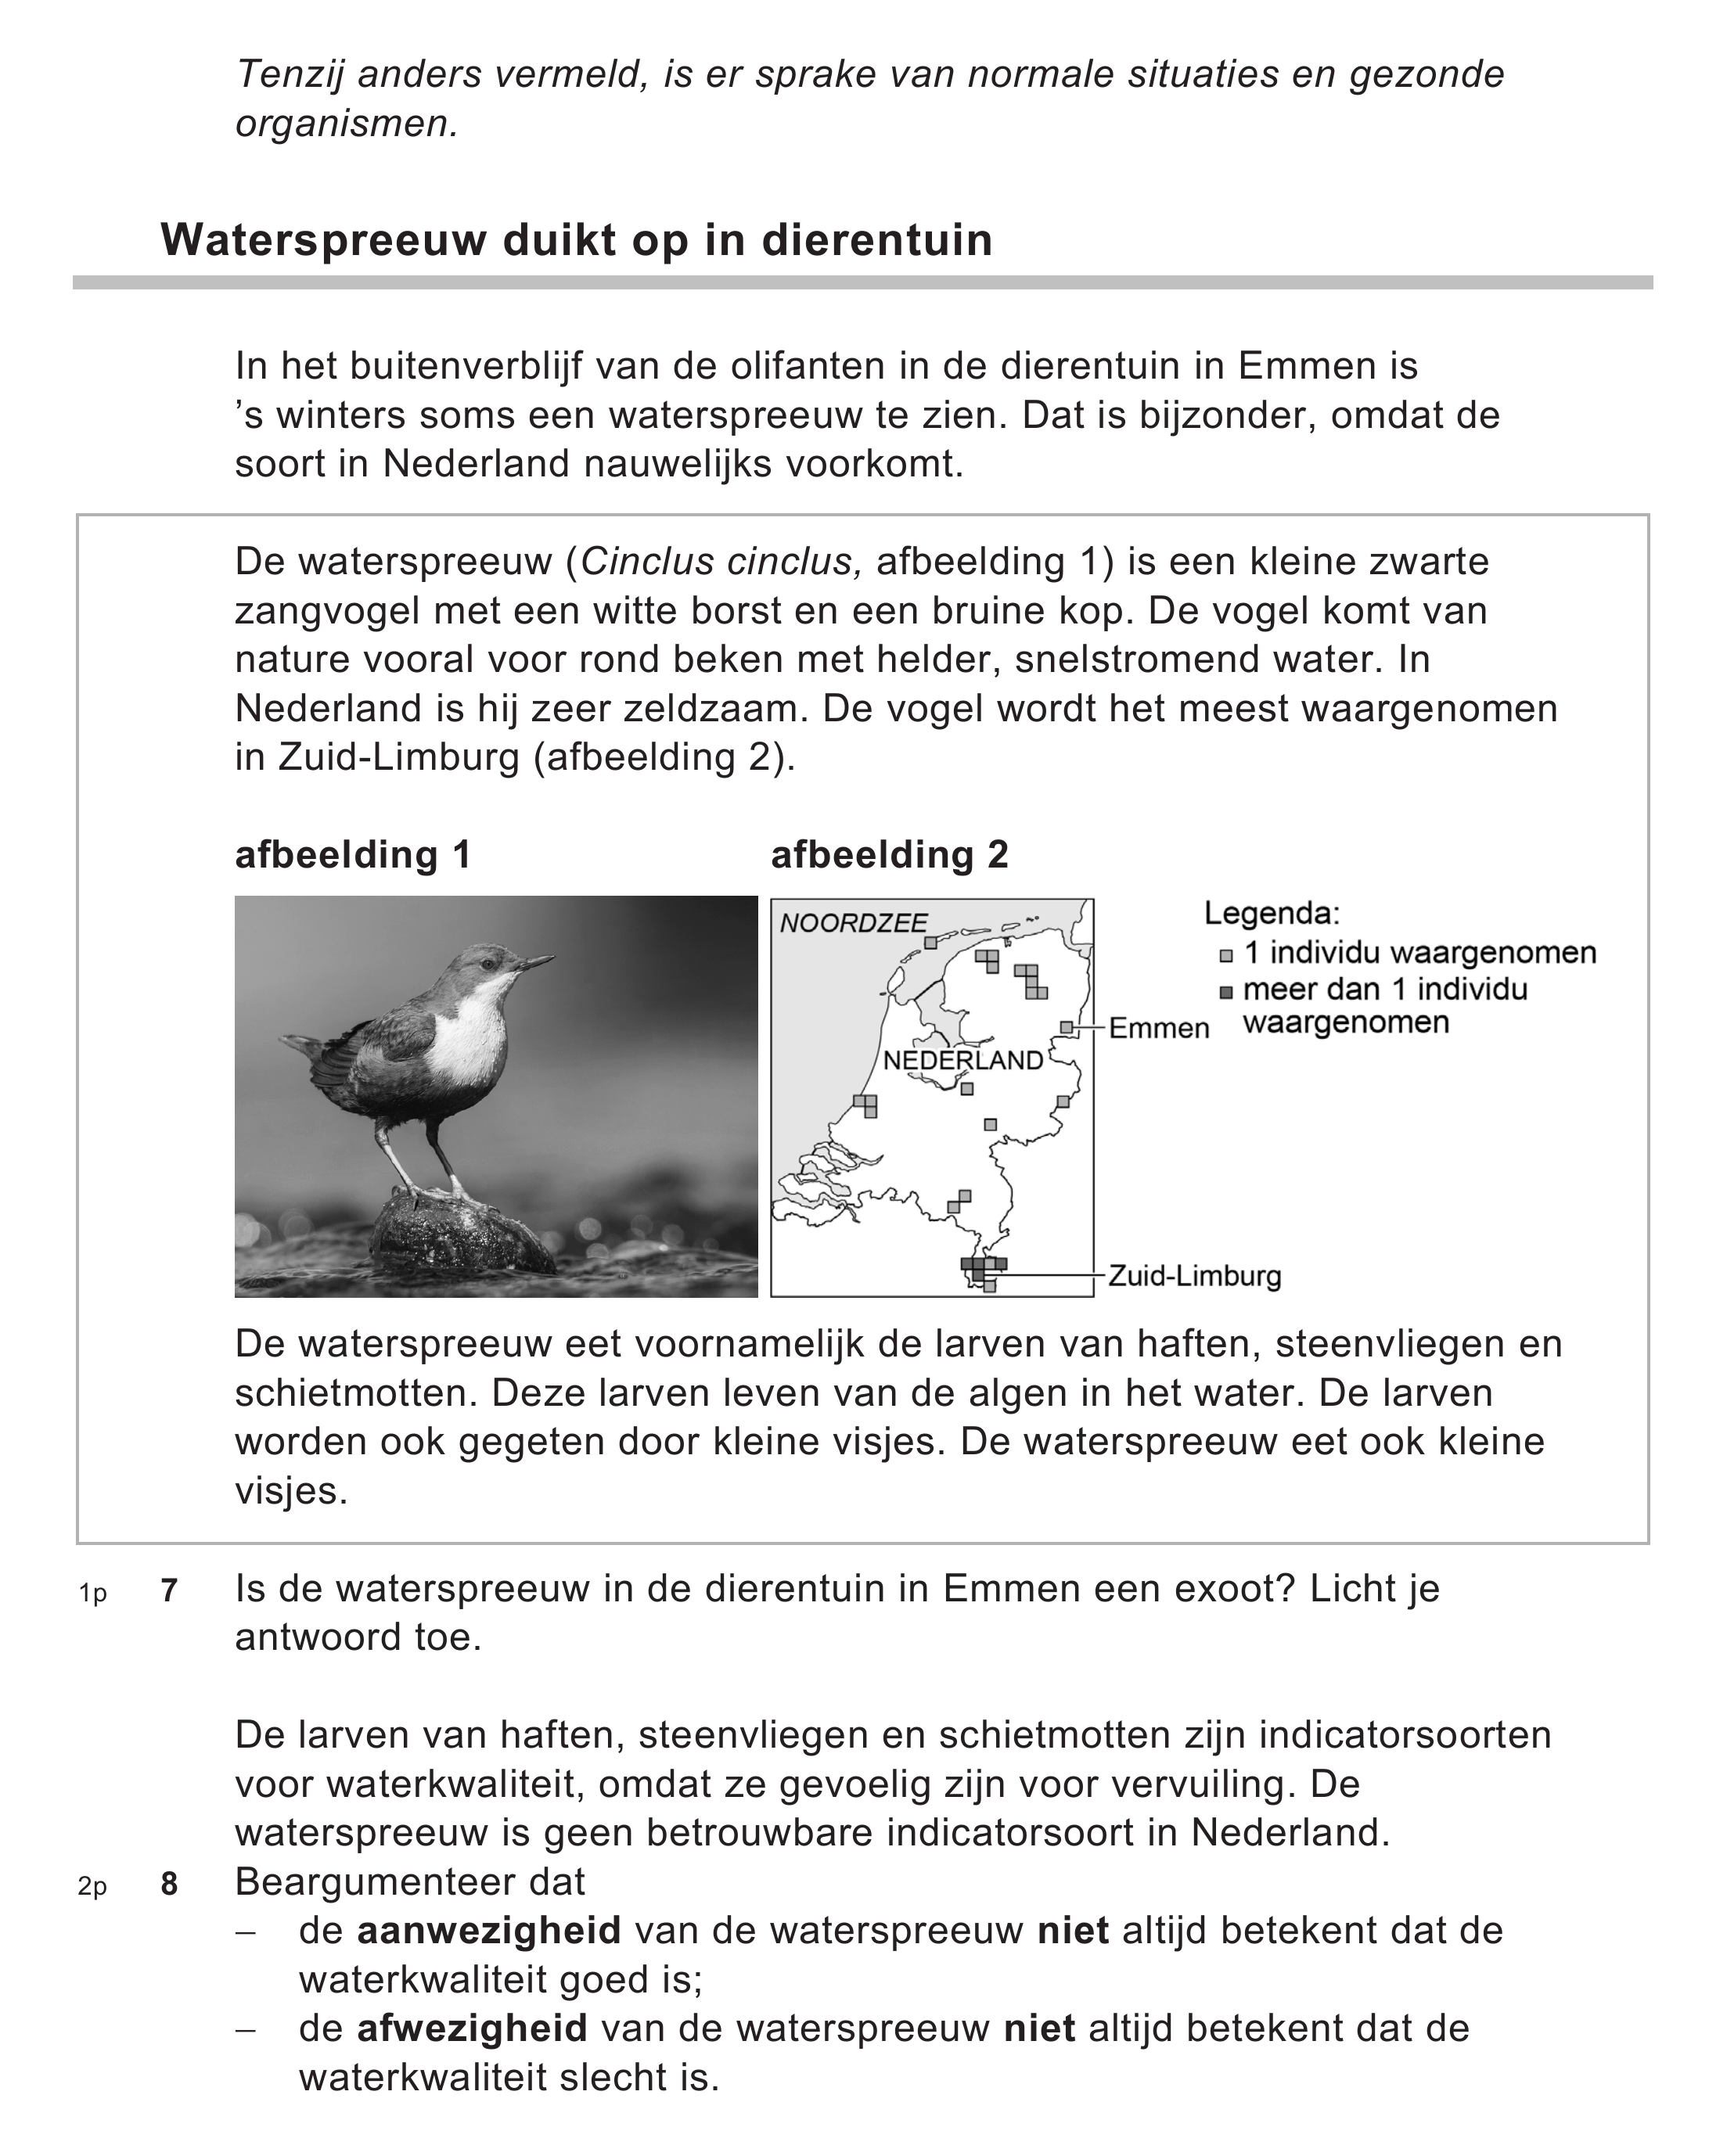 Tenzij anders vermeld, is er sprake van normale situaties en gezonde
organismen.
Waterspreeuw duikt op in dierentuin
In het buitenverblijf van de olifanten in de dierentuin in Emmen is
’s winters soms een waterspreeuw te zien. Dat is bijzonder, omdat de
soort in Nederland nauwelijks voorkomt.
De waterspreeuw (Cinclus cinclus, afbeelding 1) is een kleine zwarte
zangvogel met een witte borst en een bruine kop. De vogel komt van
nature vooral voor rond beken met helder, snelstromend water. In
Nederland is hij zeer zeldzaam. De vogel wordt het meest waargenomen
in Zuid-Limburg (afbeelding 2).
afbeelding 1
afbeelding 2
NOORDZEE
NEDERLAND
Emmen
Zuid-Limburg
Legenda:
1 individu waargenomen
meer dan 1 individu
waargenomen
De waterspreeuw eet voornamelijk de larven van haften, steenvliegen en
schietmotten. Deze larven leven van de algen in het water. De larven
worden ook gegeten door kleine visjes. De waterspreeuw eet ook kleine
visjes.
1p 7 Is de waterspreeuw in de dierentuin in Emmen een exoot? Licht je
antwoord toe.
De larven van haften, steenvliegen en schietmotten zijn indicatorsoorten
voor waterkwaliteit, omdat ze gevoelig zijn voor vervuiling. De
waterspreeuw is geen betrouwbare indicatorsoort in Nederland.
2p 8 Beargumenteer dat
– de aanwezigheid van de waterspreeuw niet altijd betekent dat de
waterkwaliteit goed is;
– de afwezigheid van de waterspreeuw niet altijd betekent dat de
waterkwaliteit slecht is.